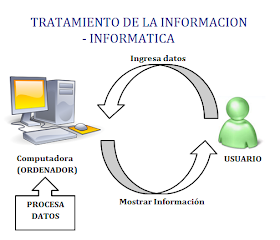 TRATAMIENTO DE LA INFORMACION
- INFORMATICA
Ingresa datos
Computadora
(ORDENADOR)
USUARIO
PROCESA
DATOS
Mostrar Información